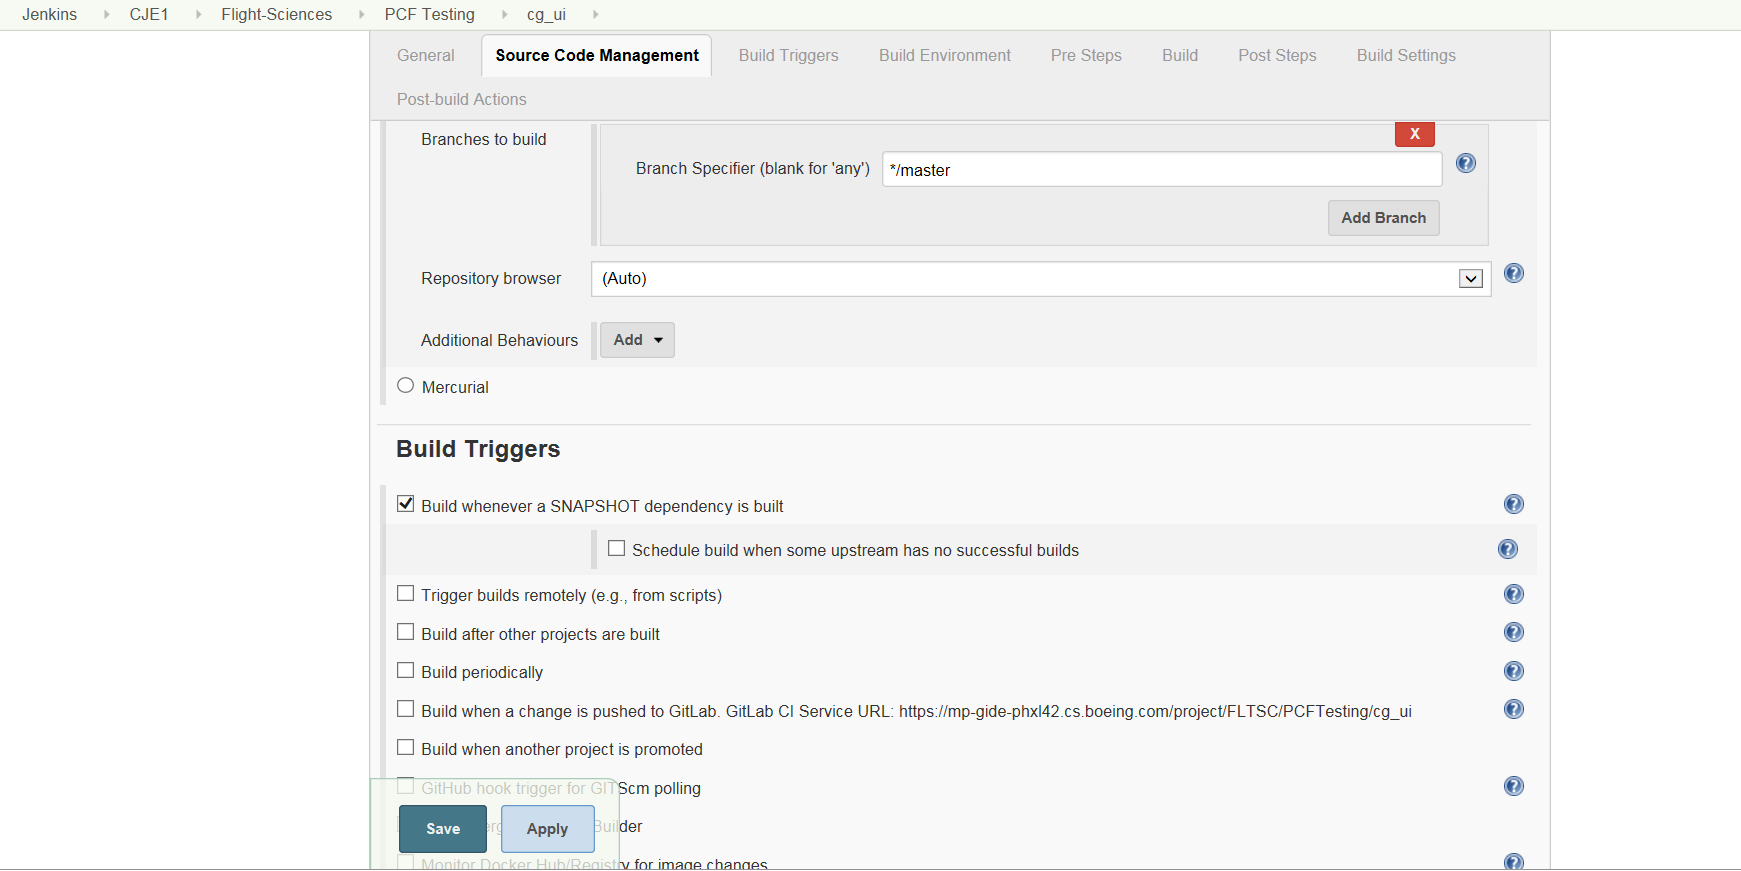 Jenkins CJE1 Flight-Sciences PCF Testing cg_ui
General Source Code Management Build Triggers Build Environment Pre Steps Build Post Steps Build Settings
Post-build Actions
Branches to build
X
Branch Specifier (blank for 'any') */master
Add Branch
Repository browser (Auto)
Additional Behaviours Add
Mercurial
Build Triggers
Build whenever a SNAPSHOT dependency is built
Schedule build when some upstream has no successful builds
Trigger builds remotely (e.g., from scripts)
Build after other projects are built
Build periodically
Build when a change is pushed to GitLab. GitLab CI Service URL: https://mp-gide-phxl42.cs.boeing.com/project/FLTSC/PCFTesting/cg_ui
Build when another project is promoted
GitHub hook trigger for GITScm polling
Builder
Save Apply
Monitor Docker Hub/Registry for image changes